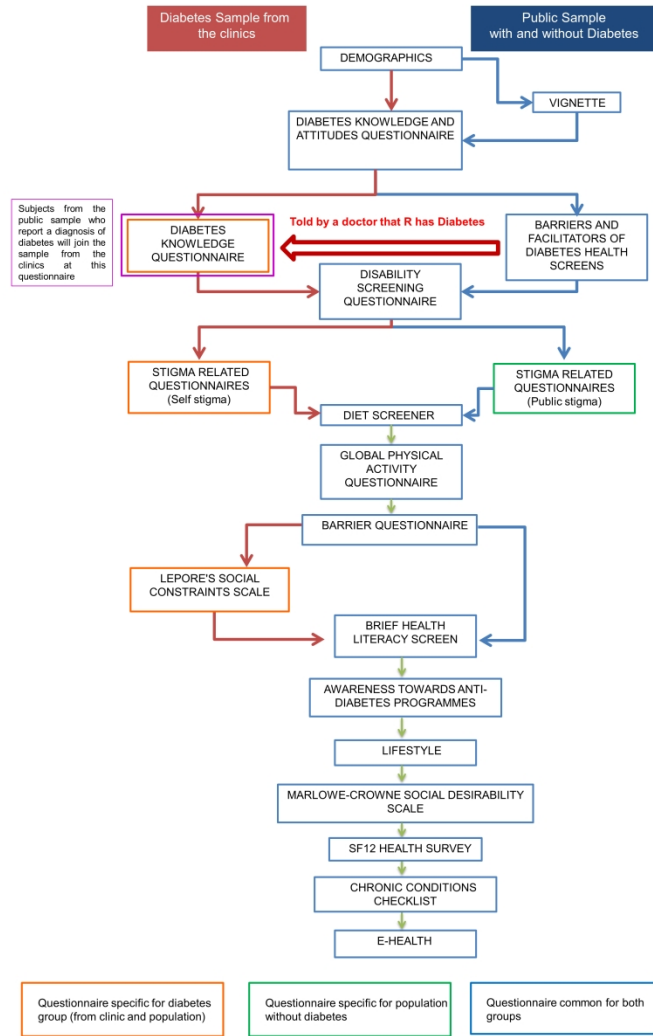 Diabetes Sample from
the clinics
Public Sample
with and without Diabetes
DEMOGRAPHICS
VIGNETTE
DIABETES KNOWLEDGE AND
ATTITUDES QUESTIONNAIRE
Subjects from the
public sample who
report a diagnosis of
diabetes will join the
sample from the
clinics at this
questionnaire
DIABETES
KNOWLEDGE
QUESTIONNAIRE
Told by a doctor that R has Diabetes
BARRIERS AND
FACILITATORS OF
DIABETES HEALTH
SCREENS
DISABILITY
SCREENING
QUESTIONNAIRE
STIGMA RELATED
QUESTIONNAIRES
(Self stigma)
STIGMA RELATED
QUESTIONNAIRES
(Public stigma)
DIET SCREENER
GLOBAL PHYSICAL
ACTIVITY
QUESTIONNAIRE
BARRIER QUESTIONNAIRE
LEPORE'S SOCIAL
CONSTRAINTS SCALE
BRIEF HEALTH
LITERACY SCREEN
AWARENESS TOWARDS ANTI-
DIABETES PROGRAMMES
LIFESTYLE
MARLOWE-CROWNE SOCIAL DESIRABILITY
SCALE
SF12 HEALTH SURVEY
CHRONIC CONDITIONS
CHECKLIST
E-HEALTH
Questionnaire specific for diabetes
group (from clinic and population)
Questionnaire specific for population
without diabetes
Questionnaire common for both
groups